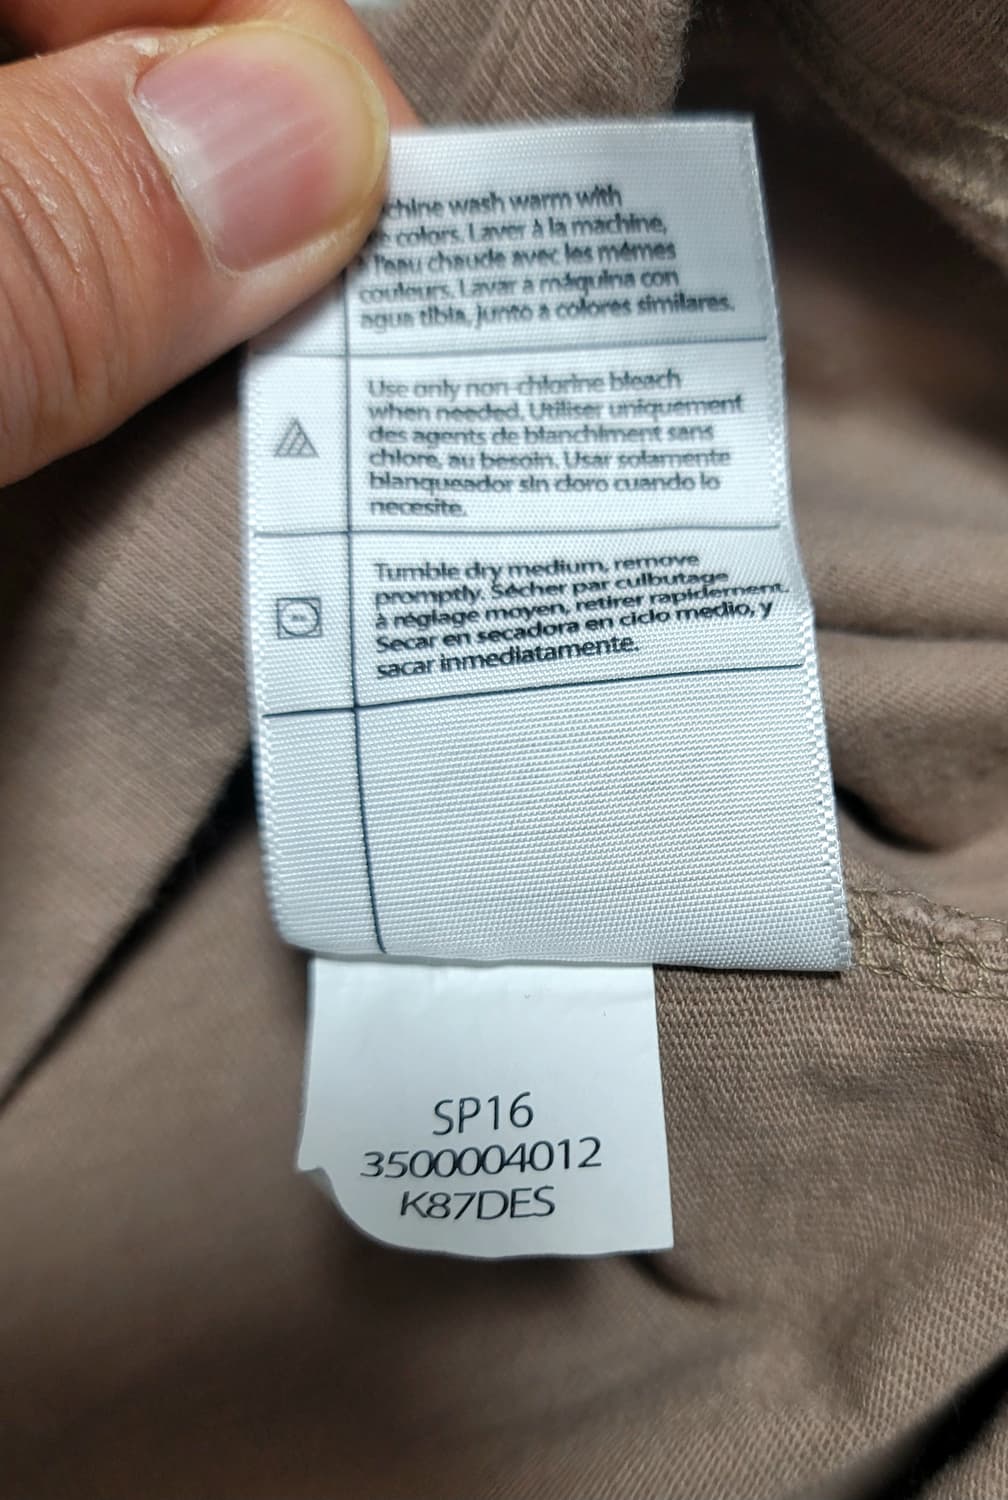 chine wash warm with
colors. Laver à la machine,
l'eau chaude avec les mêmes
couleurs. Lavar a máquina con
agua tibia, junto a colores similares.
Use only non-chlorine bleach
when needed. Utiliser uniquement
des agents de blanchiment sans
chlore, au besoin. Usar solamente
blanqueador sin cloro cuando lo
necesite.
Tumble dry medium, remove
promptly. Sécher par culbutage
à réglage moyen, retirer rapidement.
Secar en secadora en ciclo medio, y
sacar inmediatamente.
SP16
3500004012
K87DES